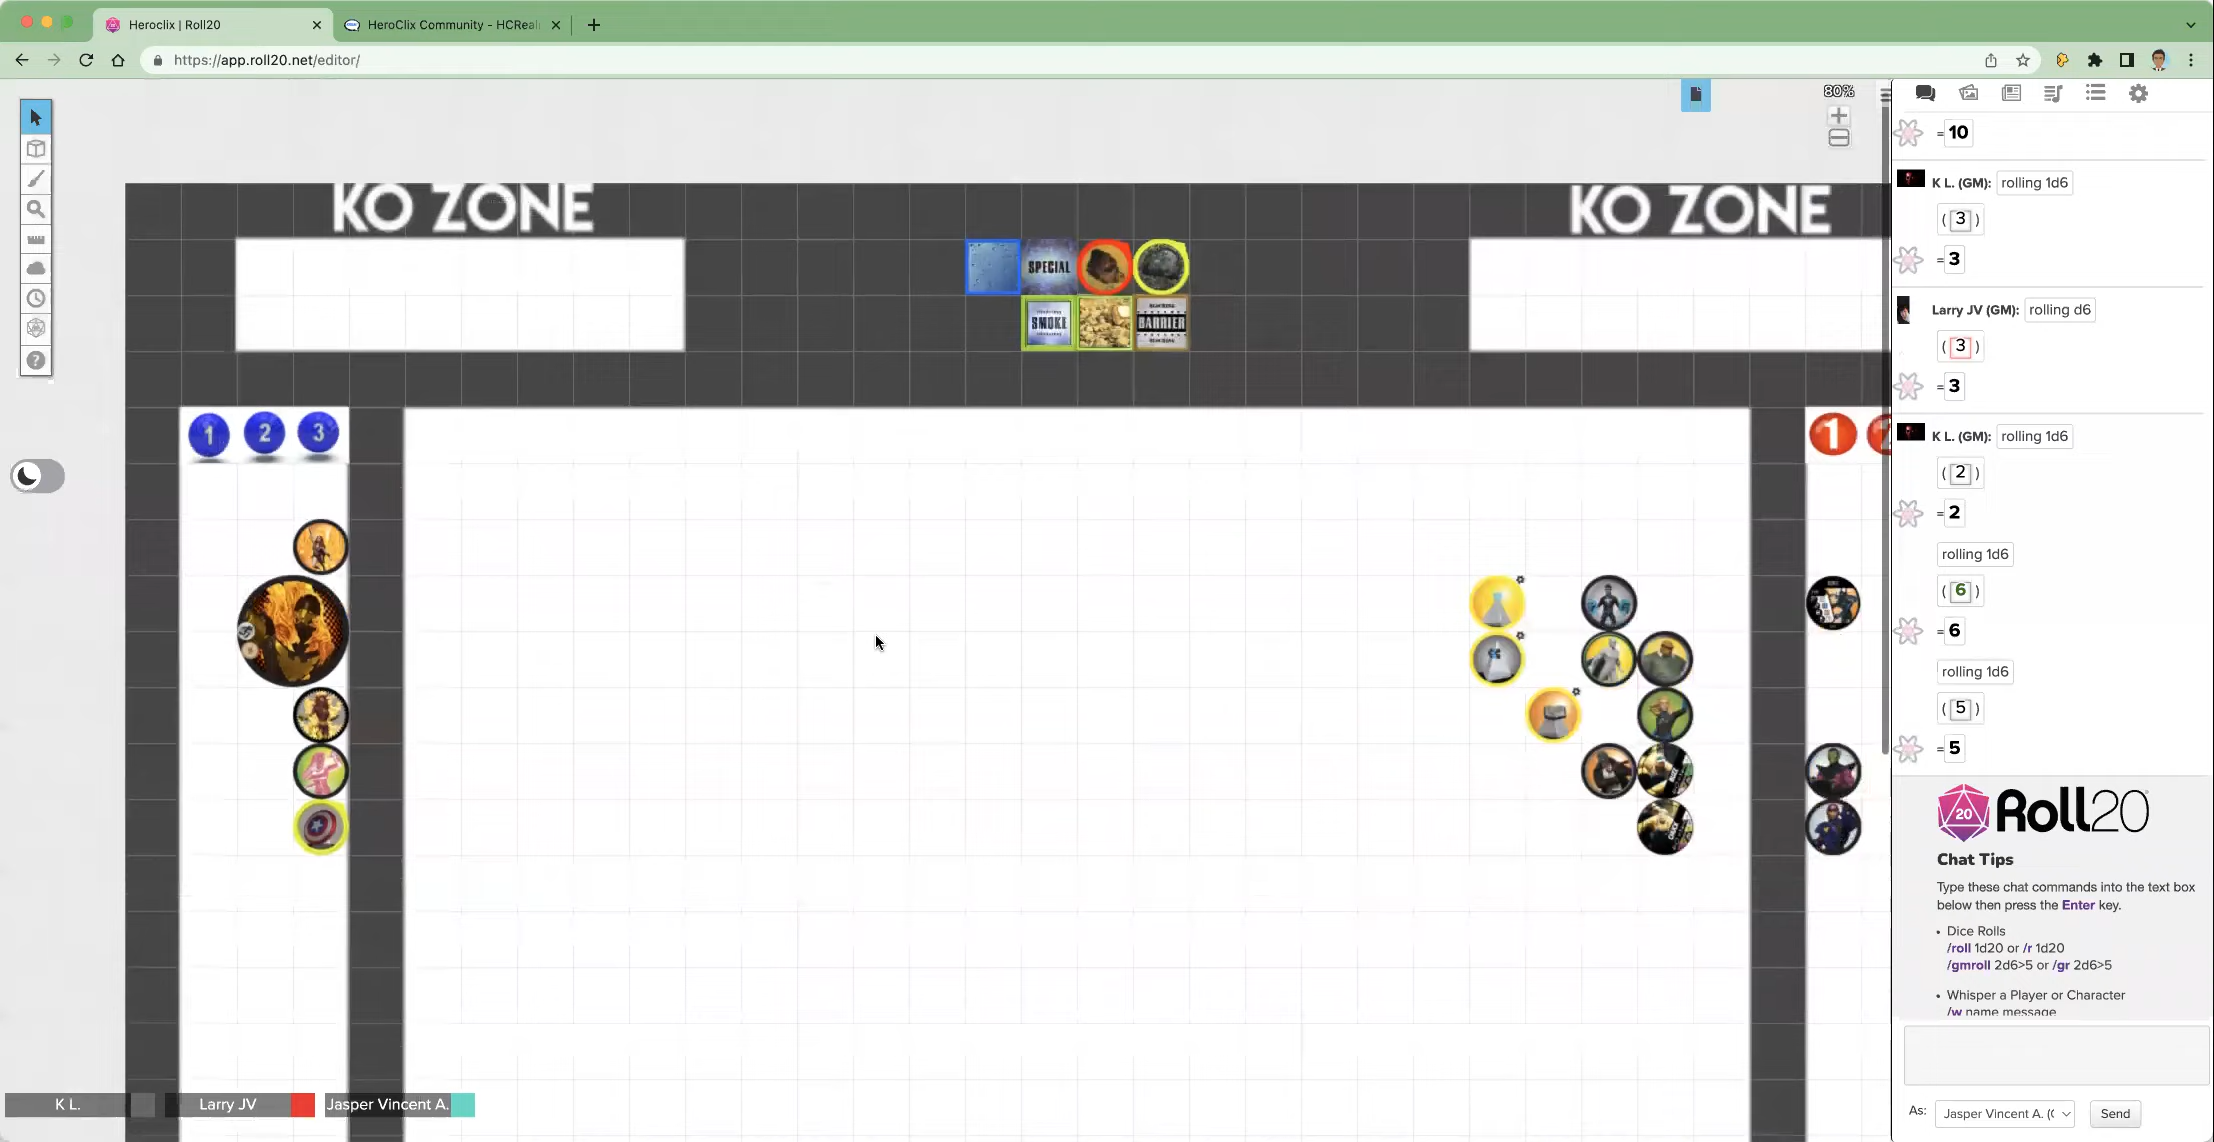 Heroclix | Roll20
HeroClix Community - HCReal
https://app.roll20.net/editor/
80%
KO ZONE
KO ZONE
SPECIAL
SMOKE
BARRIER
1 2 3
1 2
= 10
K L. (GM): rolling 1d6
( 3 )
= 3
Larry JV (GM): rolling d6
( 3 )
= 3
K L. (GM): rolling 1d6
( 2 )
= 2
rolling 1d6
( 6 )
= 6
rolling 1d6
( 5 )
= 5
20 Roll20
Chat Tips
Type these chat commands into the text box
below then press the Enter key.
• Dice Rolls
/roll 1d20 or /r 1d20
/gmroll 2d6>5 or /gr 2d6>5
• Whisper a Player or Character
/w name message
As: Jasper Vincent A. (
Send
K L.
Larry JV
Jasper Vincent A.